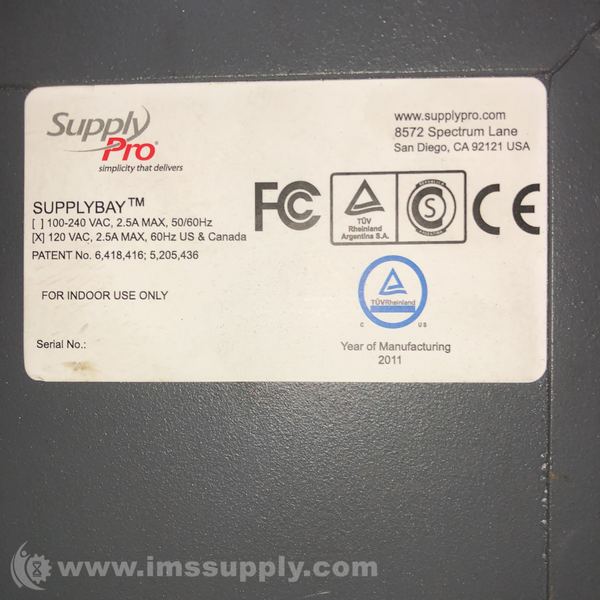 Supply
Pro®
simplicity that delivers
www.supplypro.com
8572 Spectrum Lane
San Diego, CA 92121 USA
SUPPLYBAY™
[ ] 100-240 VAC, 2.5A MAX, 50/60Hz
[X] 120 VAC, 2.5A MAX, 60Hz US & Canada
PATENT No. 6,418,416; 5,205,436
FC
TÜV
Rheinland
Argentina S.A.
S
CE
FOR INDOOR USE ONLY
TÜVRheinland
C US
Serial No.:
Year of Manufacturing
2011
www.imssupply.com